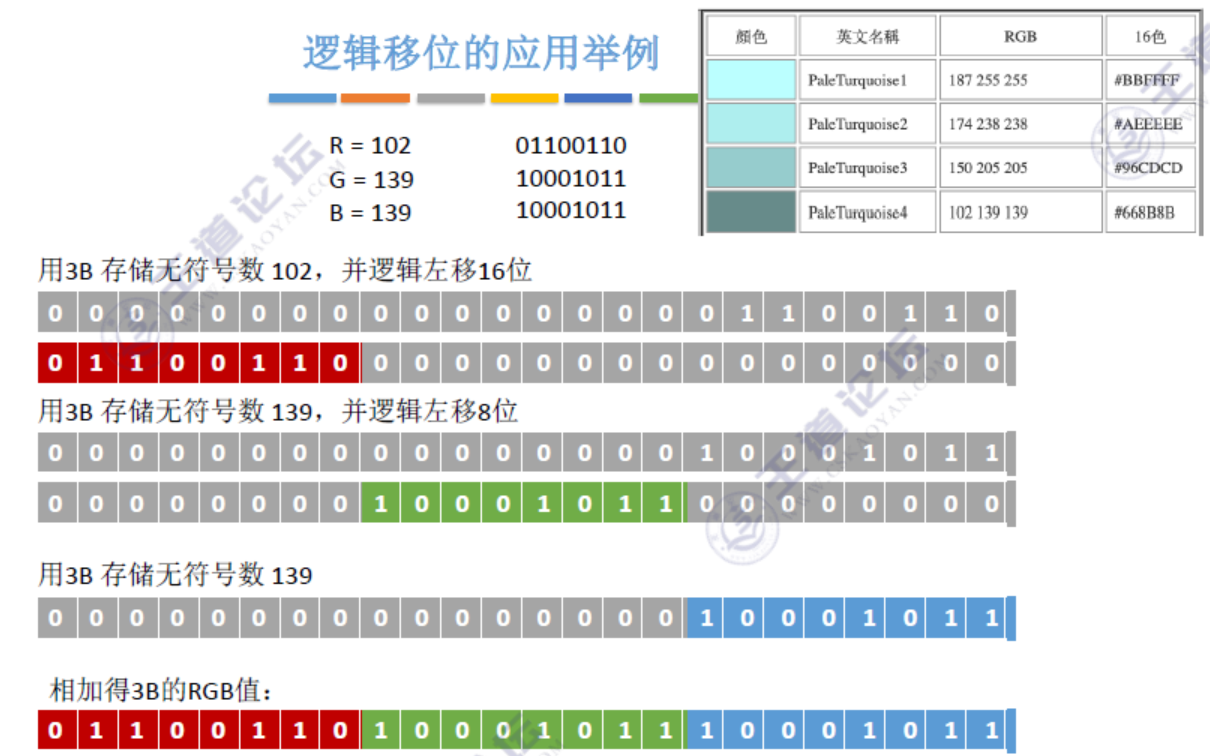 逻辑移位的应用举例
颜色 英文名稱 RGB 16色
PaleTurquoise1 187 255 255 #BBFFFF
PaleTurquoise2 174 238 238 #AEEEEE
PaleTurquoise3 150 205 205 #96CDCD
PaleTurquoise4 102 139 139 #668B8B
R = 102 01100110
G = 139 10001011
B = 139 10001011
用3B 存储无符号数 102，并逻辑左移16位
0 0 0 0 0 0 0 0 0 0 0 0 0 0 0 0 0 1 1 0 0 1 1 0
0 1 1 0 0 1 1 0 0 0 0 0 0 0 0 0 0 0 0 0 0 0 0 0
用3B 存储无符号数 139，并逻辑左移8位
0 0 0 0 0 0 0 0 0 0 0 0 0 0 0 0 1 0 0 0 1 0 1 1
0 0 0 0 0 0 0 0 1 0 0 0 1 0 1 1 0 0 0 0 0 0 0 0
用3B 存储无符号数 139
0 0 0 0 0 0 0 0 0 0 0 0 0 0 0 0 1 0 0 0 1 0 1 1
相加得3B的RGB值：
0 1 1 0 0 1 1 0 1 0 0 0 1 0 1 1 1 0 0 0 1 0 1 1
王道论坛
WWW.CSKAOYAN.COM